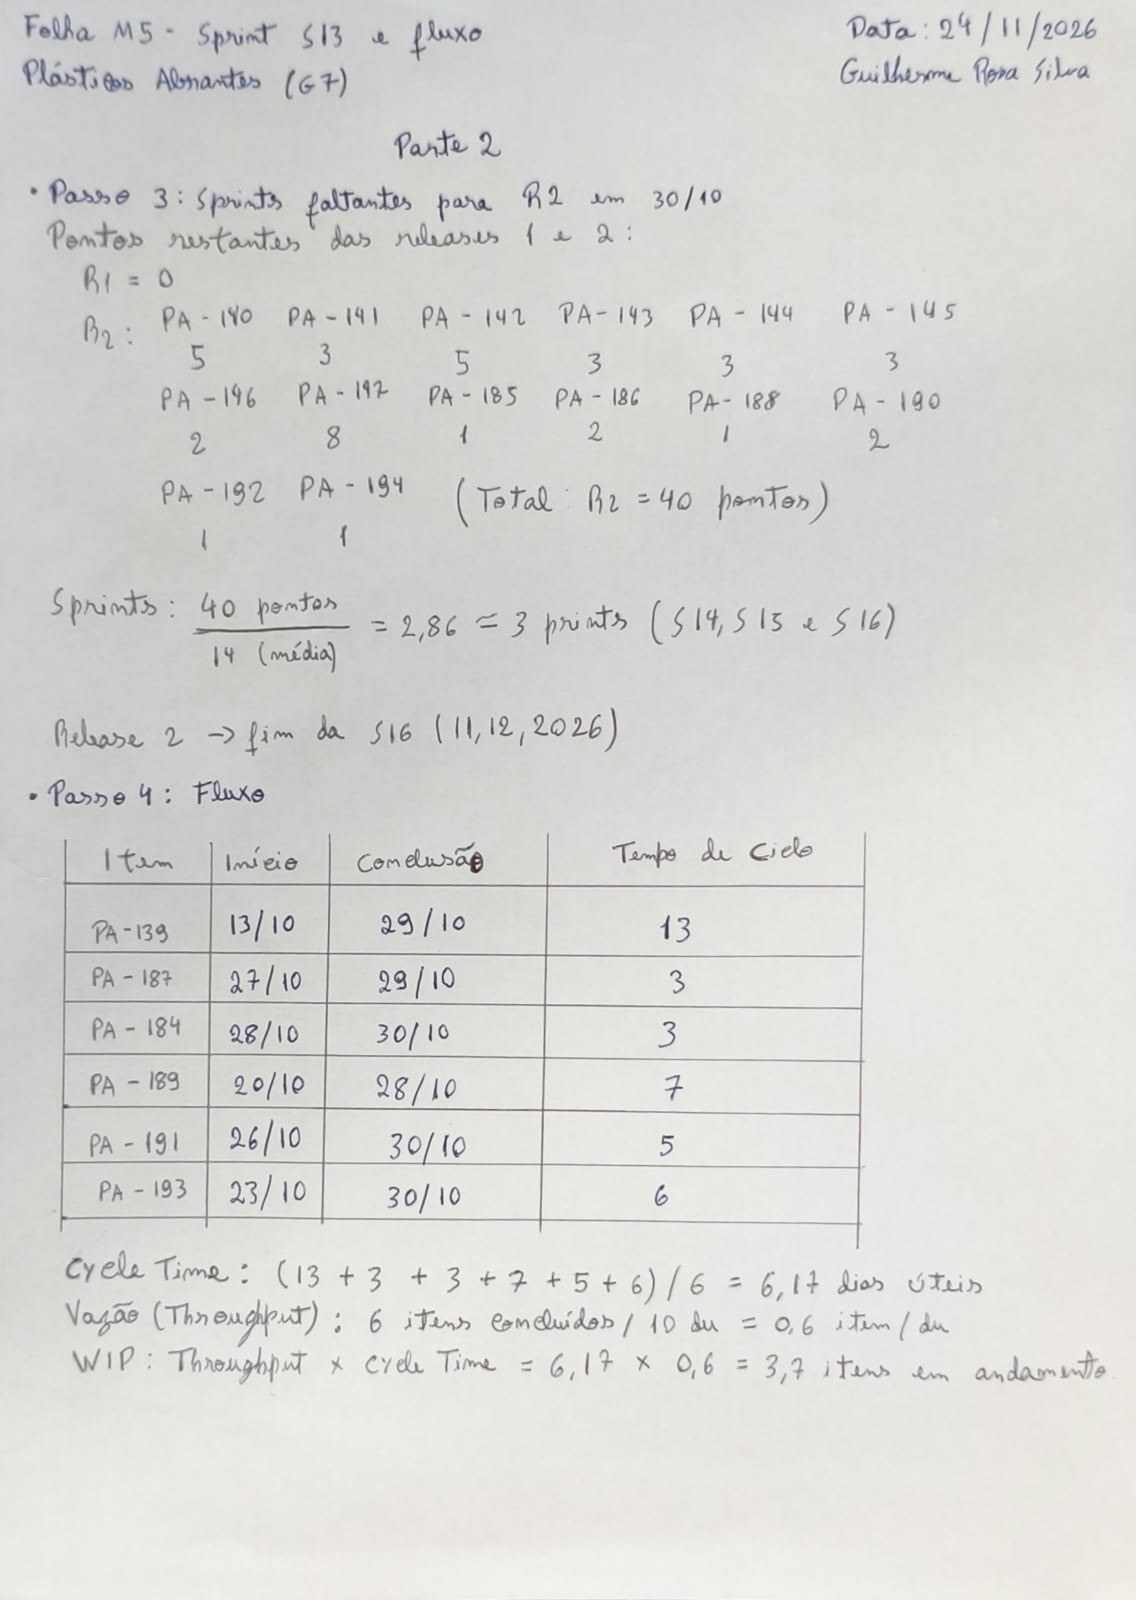 Folha M5 - Sprint S13 e fluxo
Data: 24/11/2026
Plásticos Abrantes (G7)
Guilherme Rosa Silva
Parte 2
• Passo 3: Sprints faltantes para R2 em 30/10
Pontos restantes das releases 1 e 2:
R1 = 0
R2: PA-140 PA-141 PA-142 PA-143 PA-144 PA-145
5 3 5 3 3 3
PA-146 PA-147 PA-185 PA-186 PA-188 PA-190
2 8 1 2 1 2
PA-192 PA-194 (Total: R2 = 40 pontos)
1 1
Sprints: 40 pontos / 14 (média) = 2,86 ≈ 3 prints (S14, S15 e S16)
Release 2 → fim da S16 (11,12,2026)
• Passo 4: Fluxo
Item Início Conclusão Tempo de Ciclo
PA-139 13/10 29/10 13
PA-187 27/10 29/10 3
PA-184 28/10 30/10 3
PA-189 20/10 28/10 7
PA-191 26/10 30/10 5
PA-193 23/10 30/10 6
Cycle Time: (13 + 3 + 3 + 7 + 5 + 6) / 6 = 6,17 dias úteis
Vazão (Throughput): 6 itens concluídos / 10 du = 0,6 item/du
WIP: Throughput x Cycle Time = 6,17 x 0,6 = 3,7 itens em andamento.